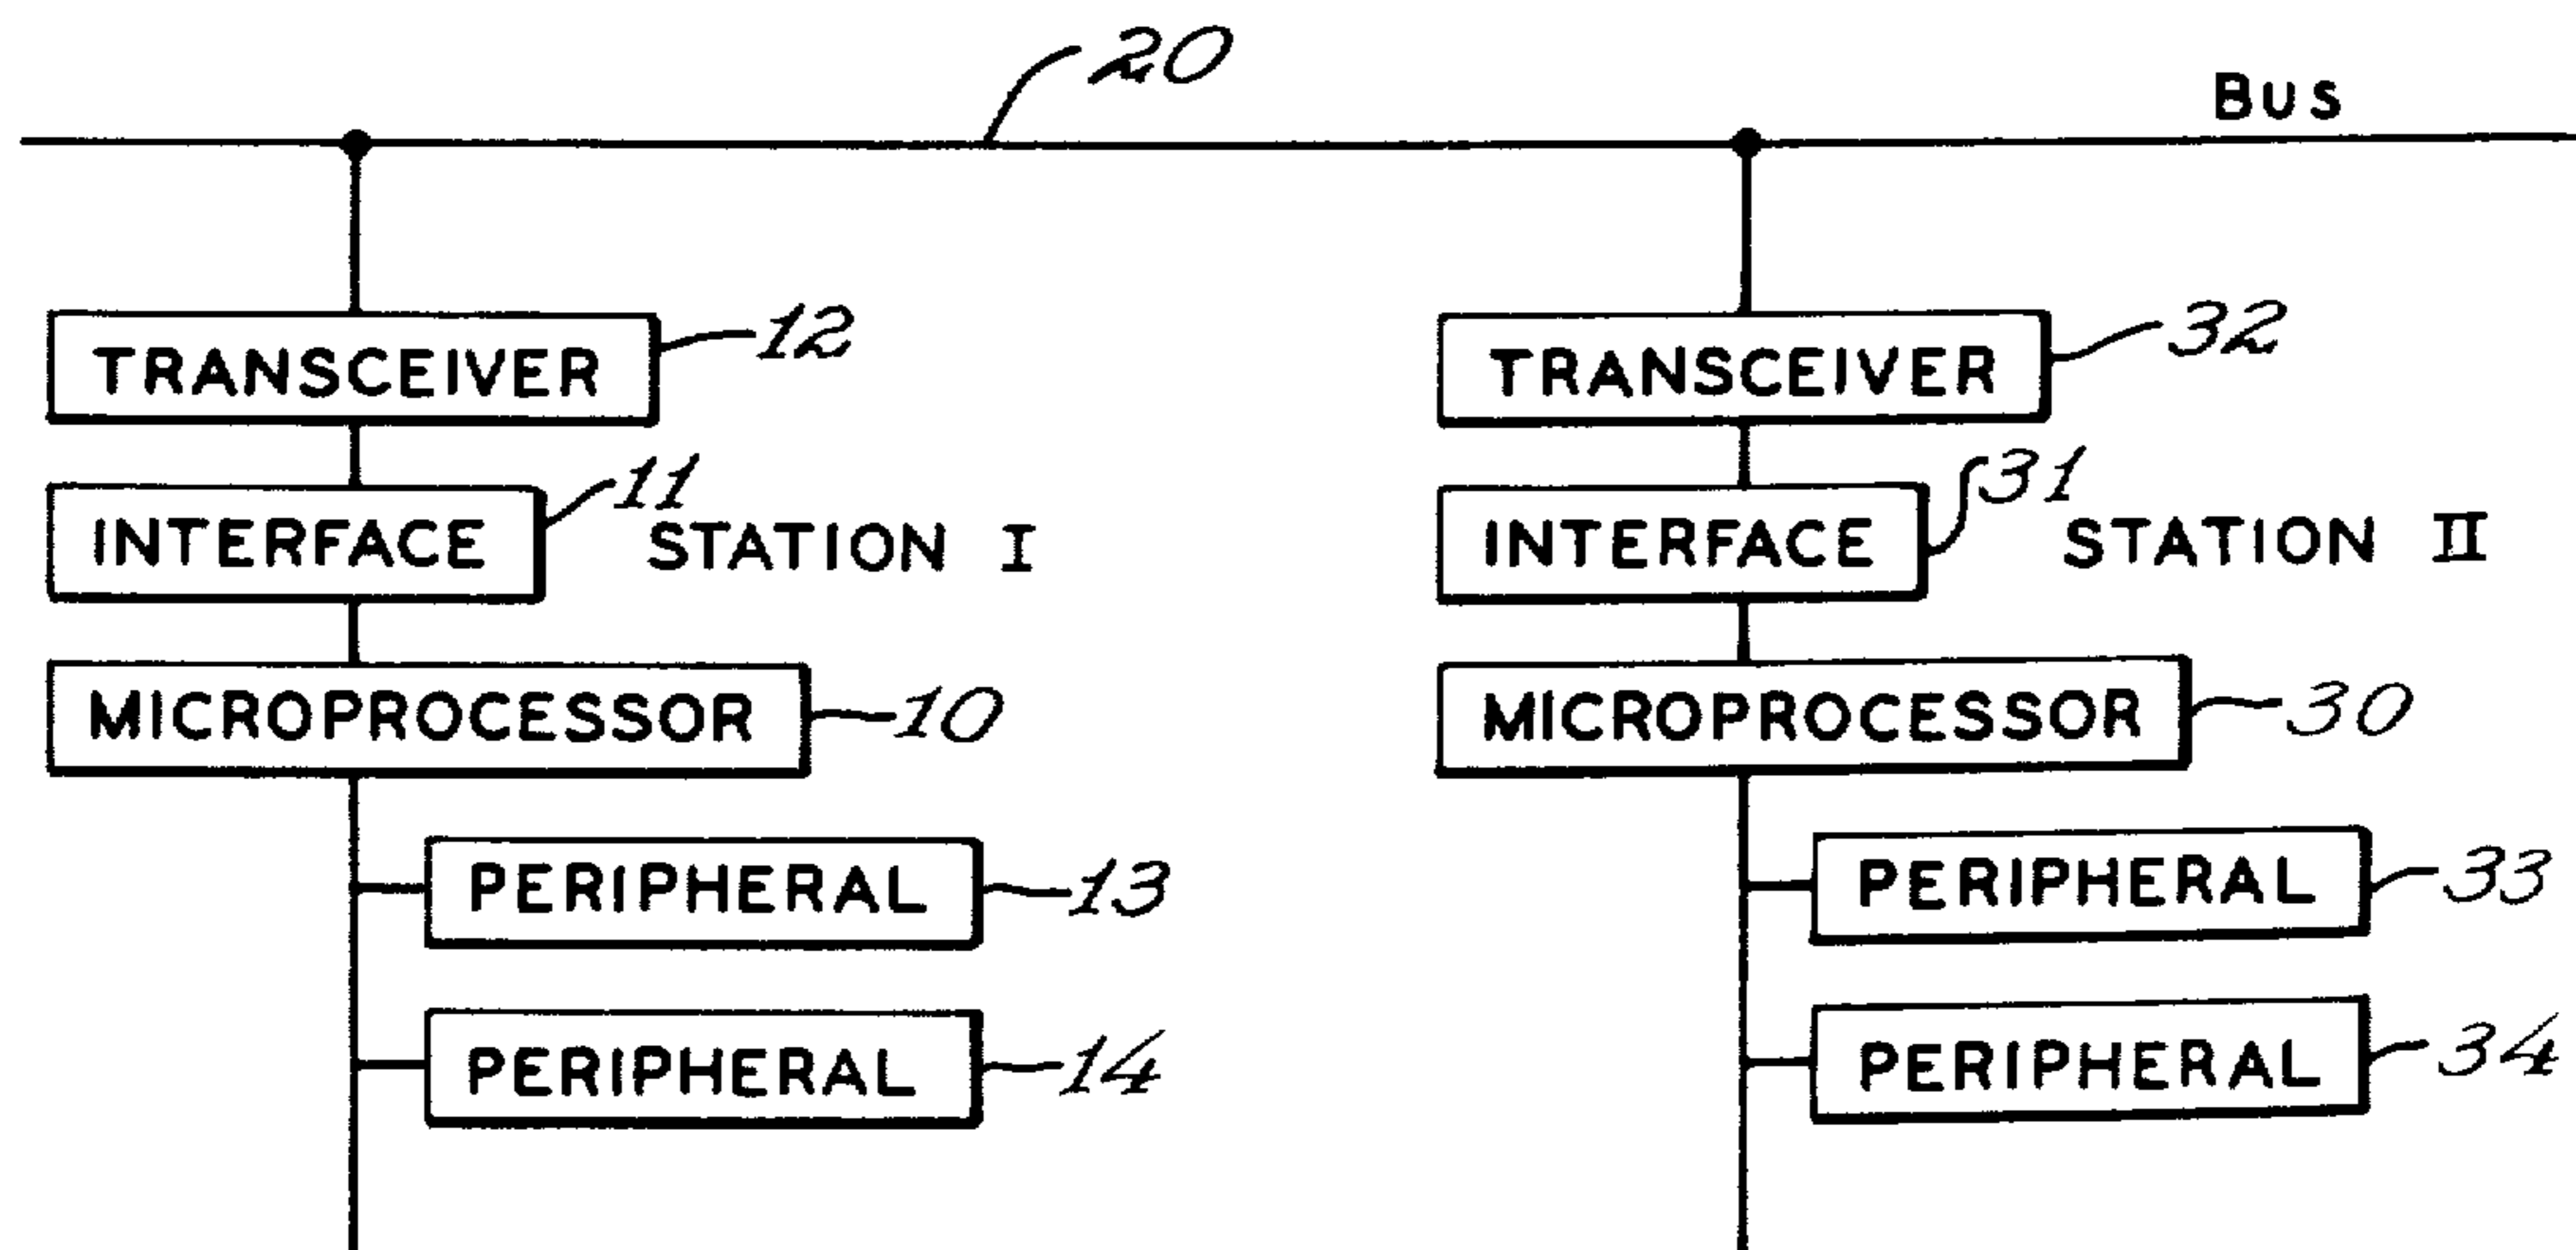 20
Bus
TRANSCEIVER 12
INTERFACE 11
STATION I
MICROPROCESSOR 10
PERIPHERAL 13
PERIPHERAL 14
TRANSCEIVER 32
INTERFACE 31
STATION II
MICROPROCESSOR 30
PERIPHERAL 33
PERIPHERAL 34